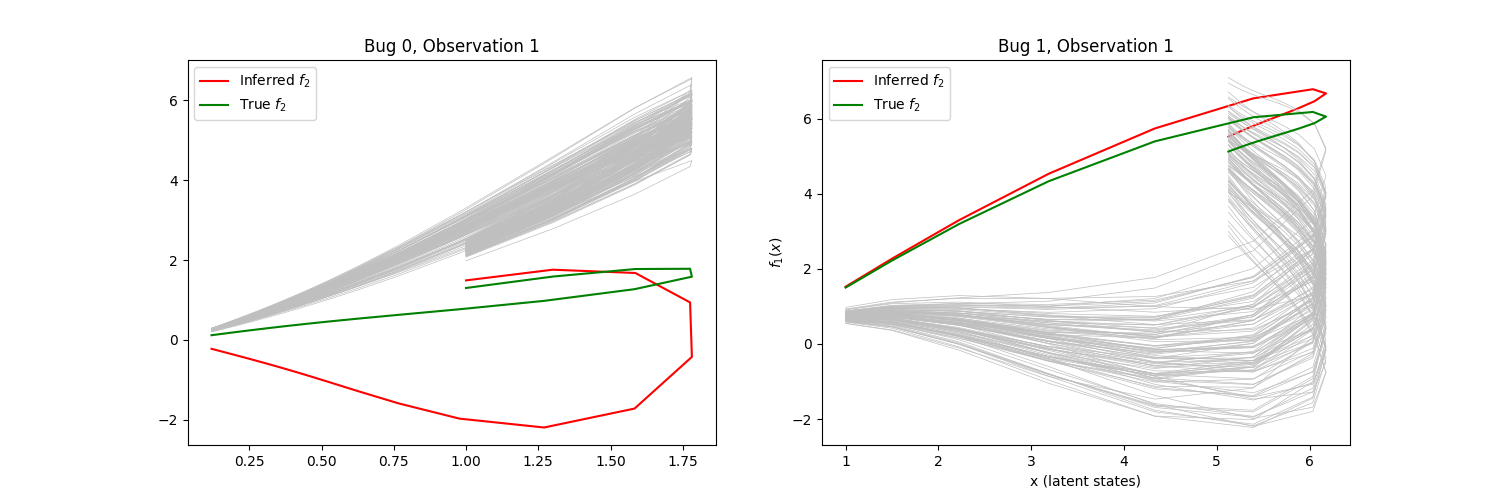 Bug 0, Observation 1
Inferred f₂
True f₂
6
4
2
0
−2
0.25 0.50 0.75 1.00 1.25 1.50 1.75
Bug 1, Observation 1
Inferred f₂
True f₂
f₁(x)
6
4
2
0
−2
1 2 3 4 5 6
x (latent states)